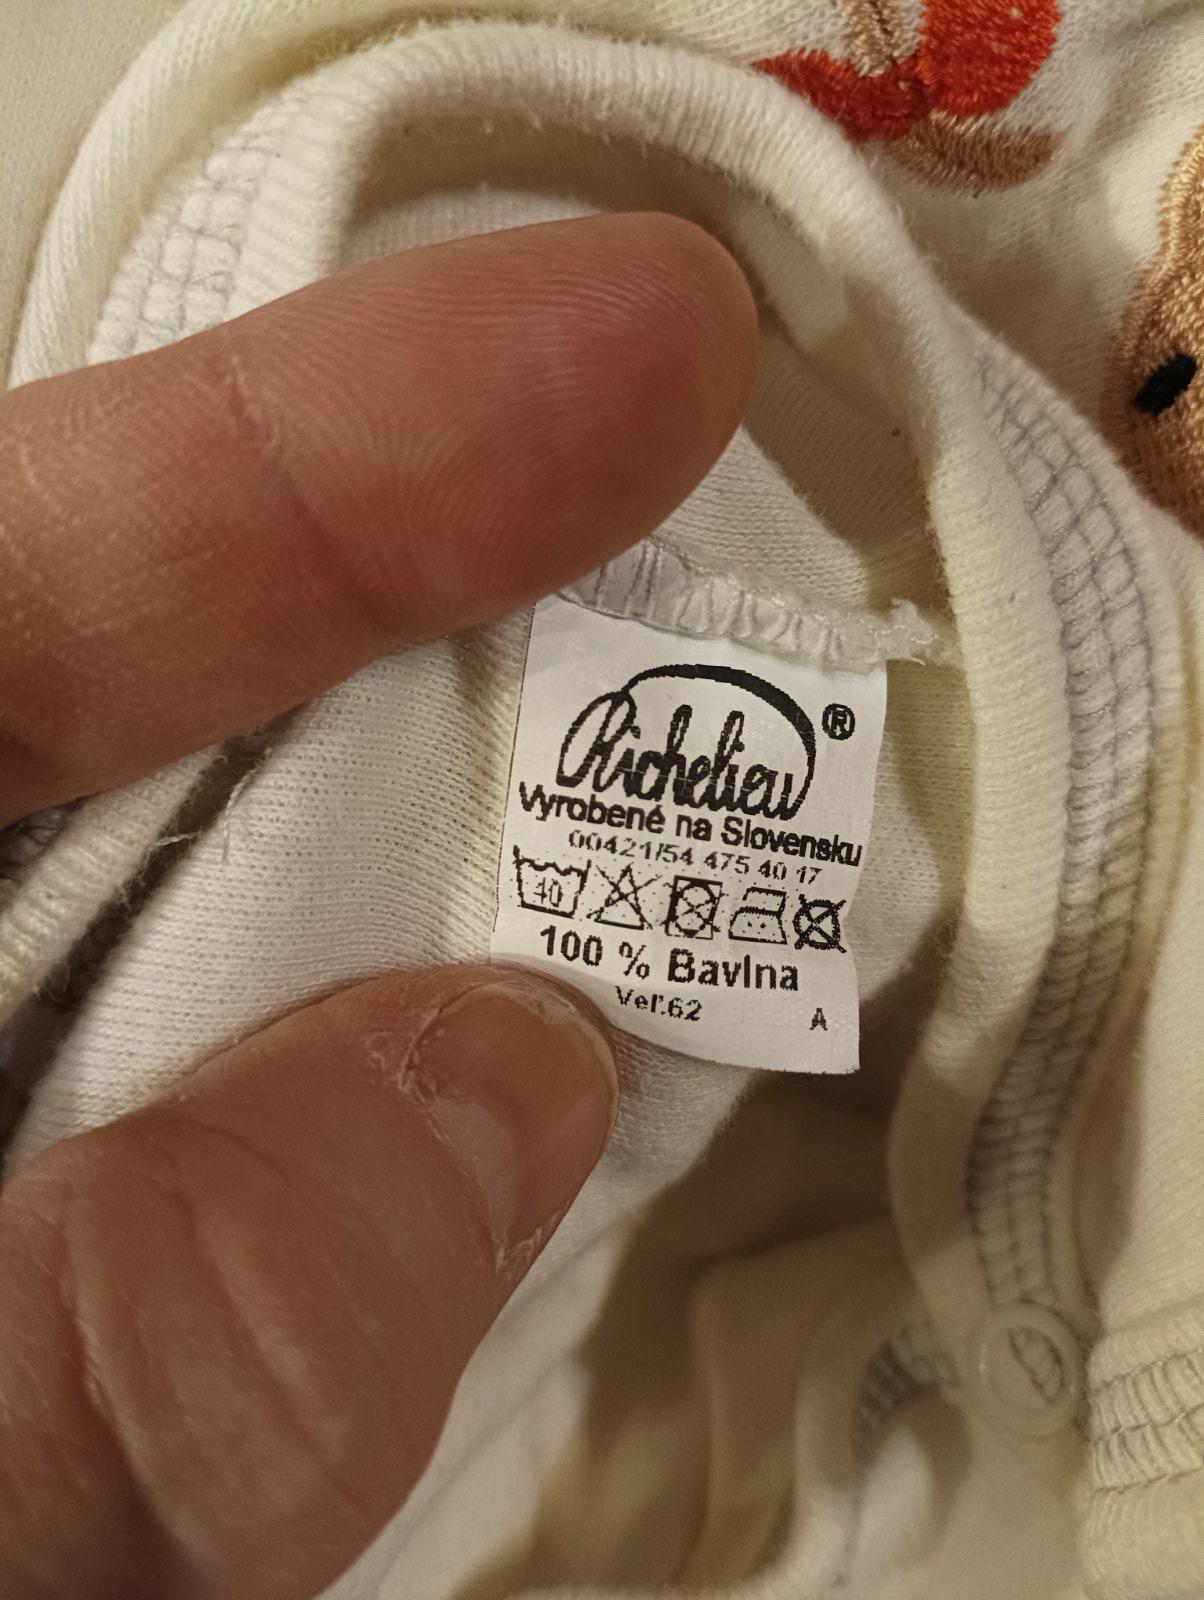 Richelieu ®
Vyrobené na Slovensku
00421/54 475 40 17
40
100 % Bavlna
Veľ.62 A